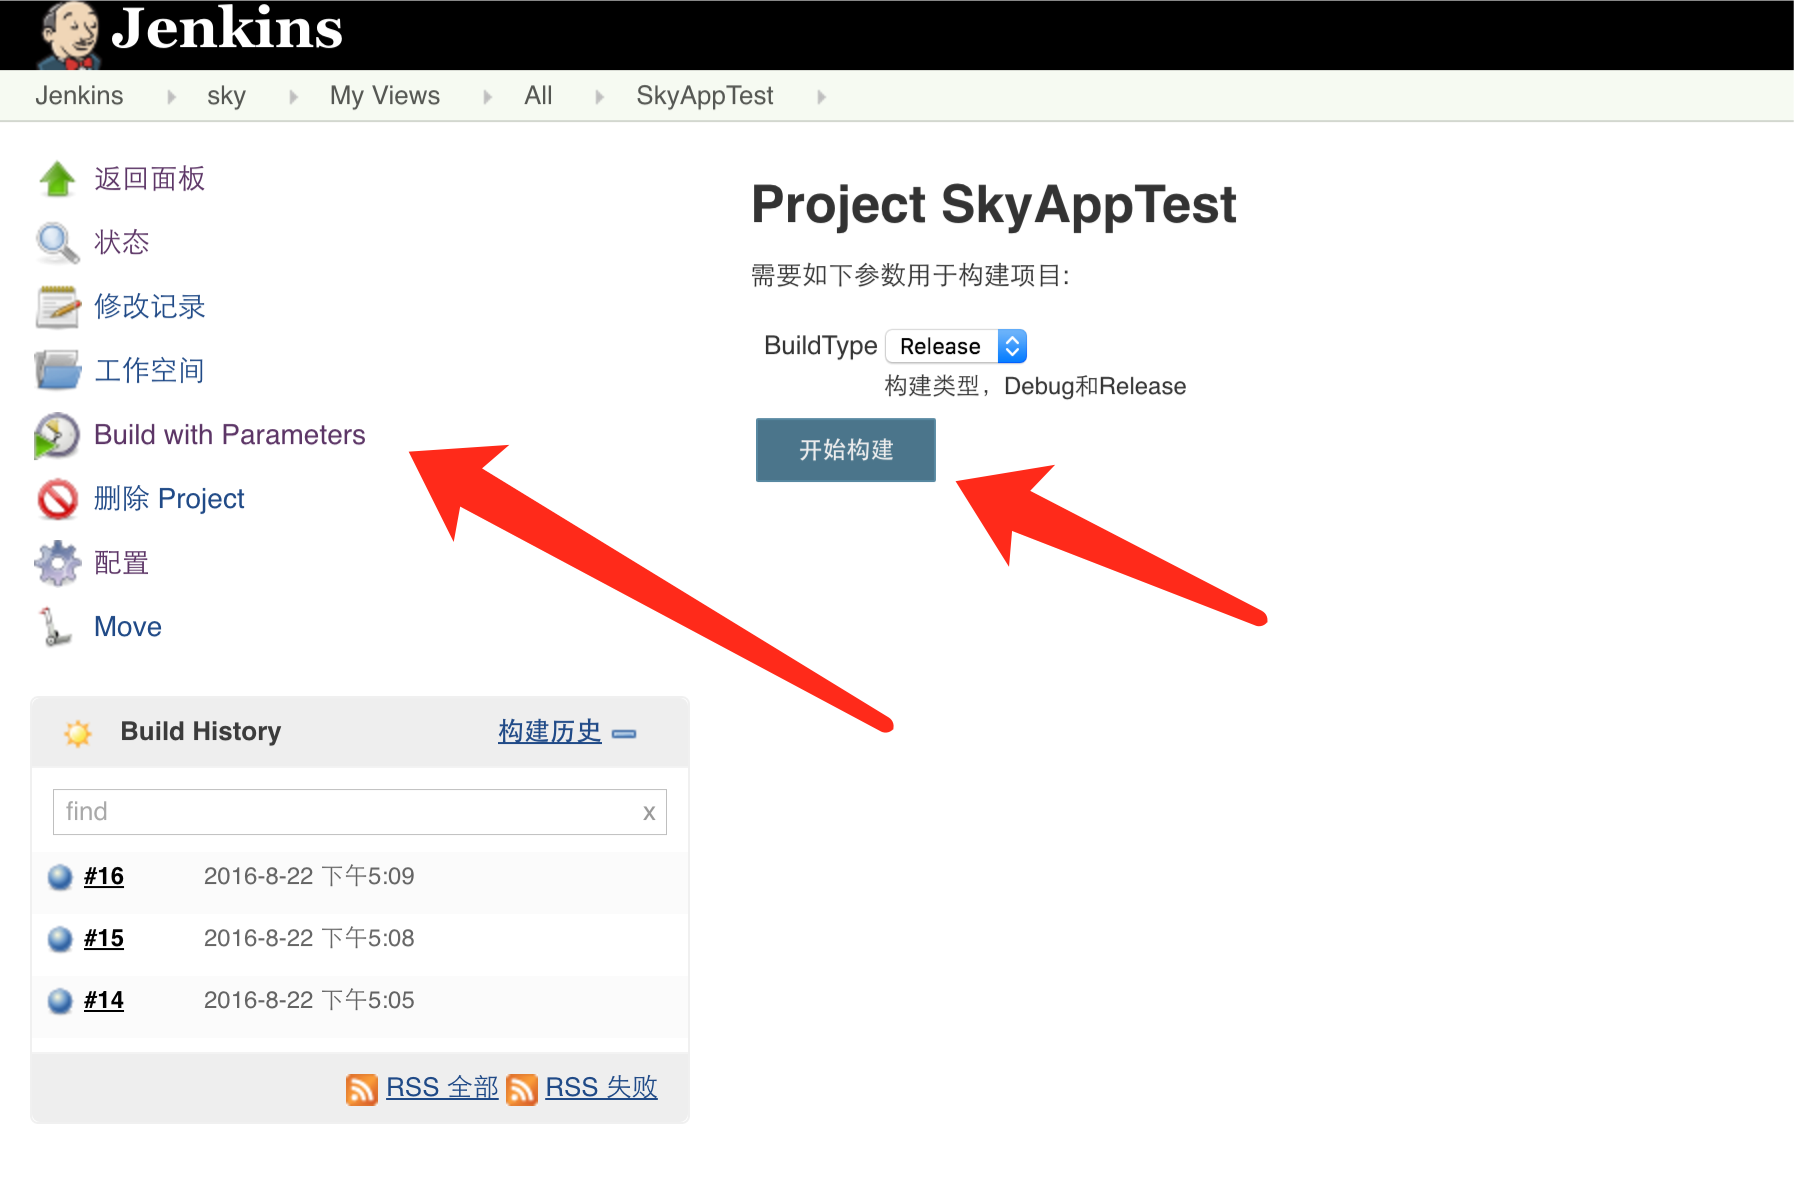 Jenkins
Jenkins sky My Views All SkyAppTest
返回面板
状态
修改记录
工作空间
Build with Parameters
删除 Project
配置
Move
Project SkyAppTest
需要如下参数用于构建项目:
BuildType Release
构建类型，Debug和Release
开始构建
Build History 构建历史
find x
#16 2016-8-22 下午5:09
#15 2016-8-22 下午5:08
#14 2016-8-22 下午5:05
RSS 全部 RSS 失败